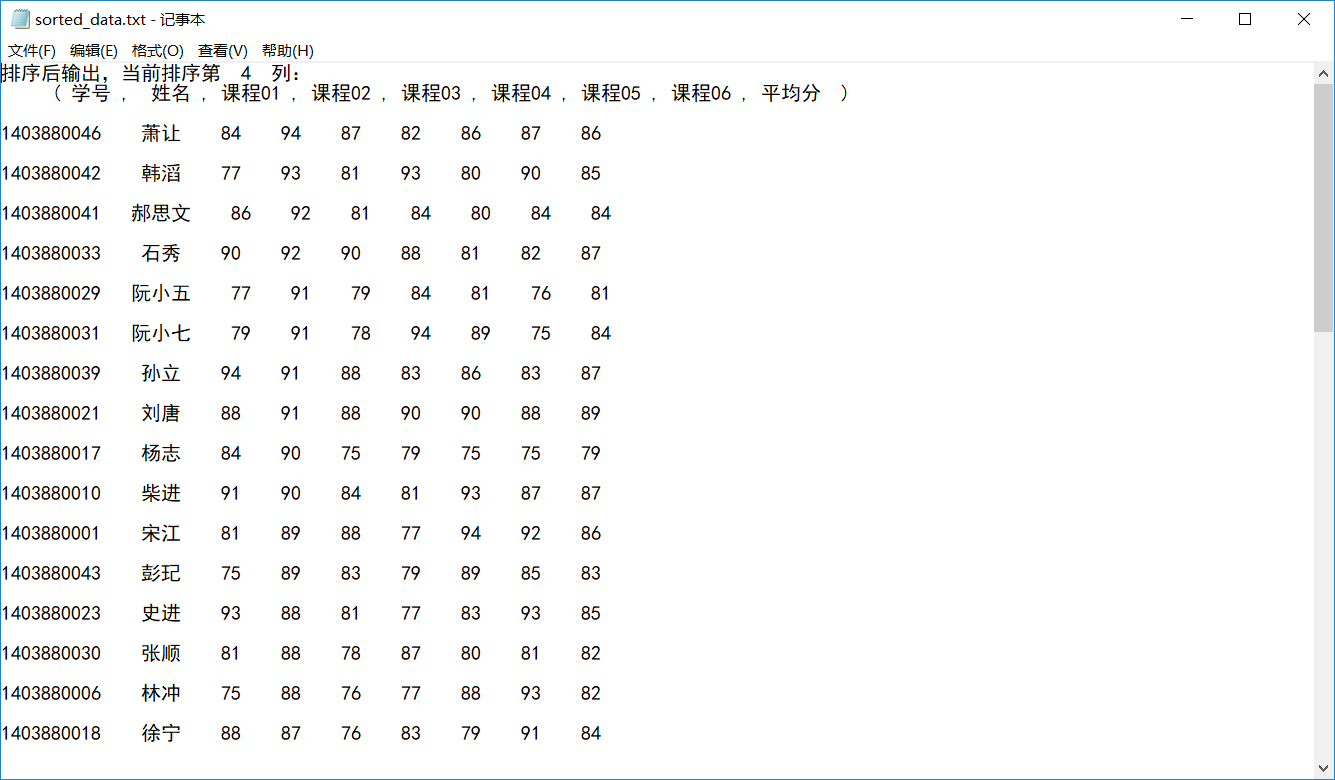 sorted_data.txt - 记事本
文件(F) 编辑(E) 格式(O) 查看(V) 帮助(H)
排序后输出，当前排序第 4 列：
( 学号 , 姓名 , 课程01 , 课程02 , 课程03 , 课程04 , 课程05 , 课程06 , 平均分 )
1403880046 萧让 84 94 87 82 86 87 86
1403880042 韩滔 77 93 81 93 80 90 85
1403880041 郝思文 86 92 81 84 80 84 84
1403880033 石秀 90 92 90 88 81 82 87
1403880029 阮小五 77 91 79 84 81 76 81
1403880031 阮小七 79 91 78 94 89 75 84
1403880039 孙立 94 91 88 83 86 83 87
1403880021 刘唐 88 91 88 90 90 88 89
1403880017 杨志 84 90 75 79 75 75 79
1403880010 柴进 91 90 84 81 93 87 87
1403880001 宋江 81 89 88 77 94 92 86
1403880043 彭玘 75 89 83 79 89 85 83
1403880023 史进 93 88 81 77 83 93 85
1403880030 张顺 81 88 78 87 80 81 82
1403880006 林冲 75 88 76 77 88 93 82
1403880018 徐宁 88 87 76 83 79 91 84